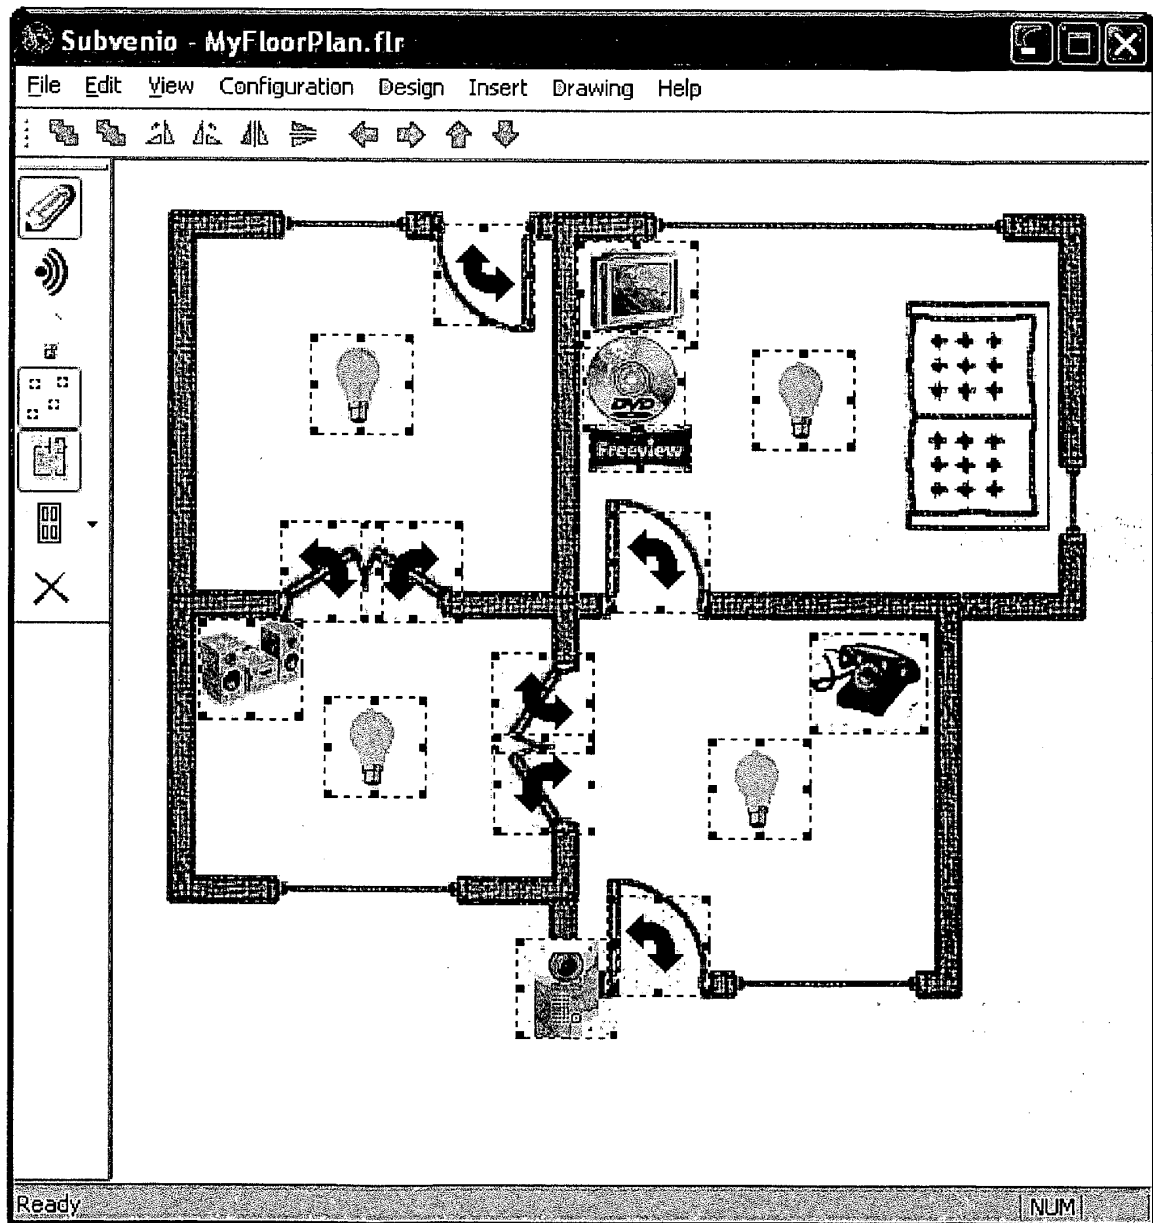 Subvenio - MyFloorPlan.flr
File Edit View Configuration Design Insert Drawing Help
DVD
Freeview
Ready
NUM